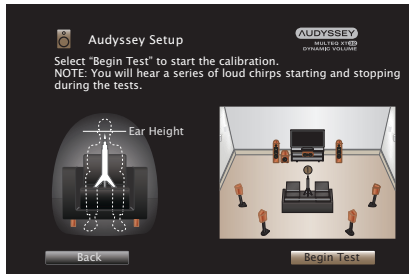 Audyssey Setup
AUDYSSEY
MULTEQ XT32
DYNAMIC VOLUME
Select “Begin Test” to start the calibration.
NOTE: You will hear a series of loud chirps starting and stopping
during the tests.
Ear Height
Back
Begin Test